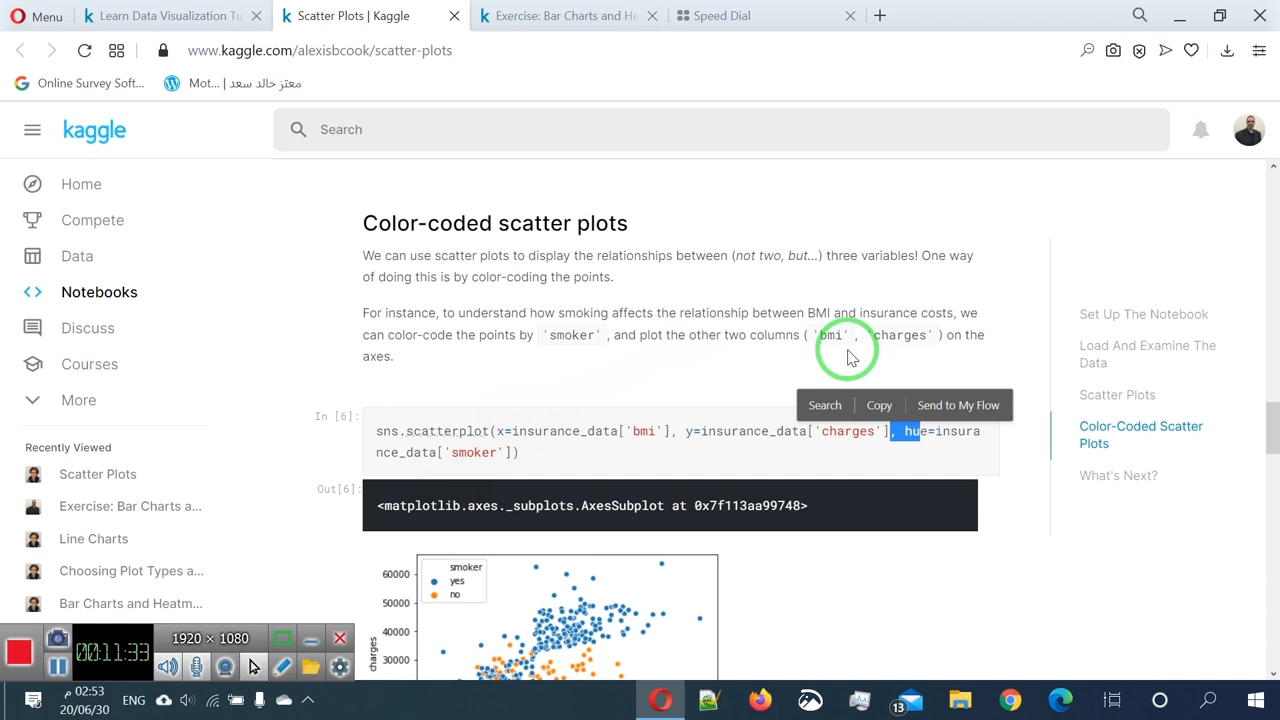 Menu
Learn Data Visualization Tu
Scatter Plots | Kaggle
Exercise: Bar Charts and He
Speed Dial
www.kaggle.com/alexisbcook/scatter-plots
Online Survey Soft...
Mot... | معتز خالد سعد
kaggle
Search
Home
Compete
Data
Notebooks
Discuss
Courses
More
Recently Viewed
Scatter Plots
Exercise: Bar Charts a...
Line Charts
Choosing Plot Types a...
Bar Charts and Heatm...
Color-coded scatter plots
We can use scatter plots to display the relationships between (not two, but...) three variables! One way
of doing this is by color-coding the points.
For instance, to understand how smoking affects the relationship between BMI and insurance costs, we
can color-code the points by 'smoker', and plot the other two columns ('bmi', 'charges') on the
axes.
Search
Copy
Send to My Flow
In [6]:
sns.scatterplot(x=insurance_data['bmi'], y=insurance_data['charges'], hue=insura
nce_data['smoker'])
Out[6]:
<matplotlib.axes._subplots.AxesSubplot at 0x7f113aa99748>
smoker
yes
no
60000
50000
40000
30000
charges
Set Up The Notebook
Load And Examine The
Data
Scatter Plots
Color-Coded Scatter
Plots
What's Next?
00:11:33
1920 × 1080
02:53 م
20/06/30
ENG
13